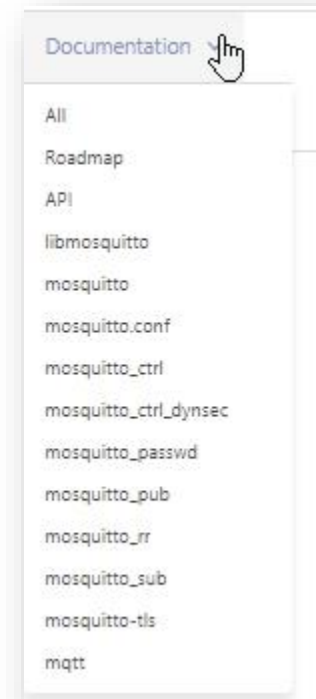 Documentation
All
Roadmap
API
libmosquitto
mosquitto
mosquitto.conf
mosquitto_ctrl
mosquitto_ctrl_dynsec
mosquitto_passwd
mosquitto_pub
mosquitto_rr
mosquitto_sub
mosquitto-tls
mqtt